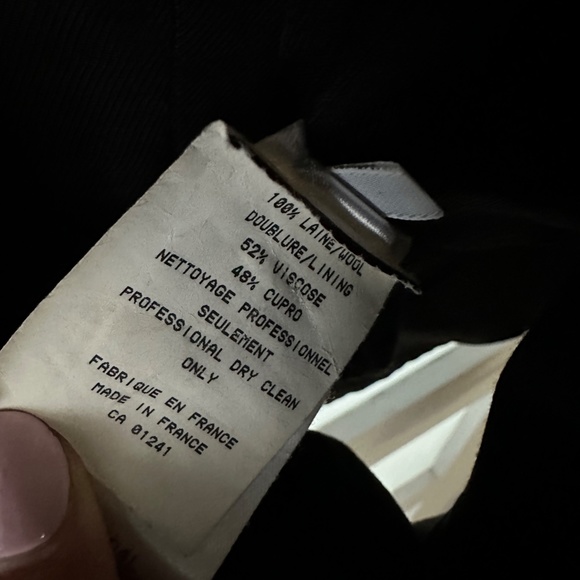 100% LAINE/WOOL
DOUBLURE/LINING
52% VISCOSE
48% CUPRO
NETTOYAGE PROFESSIONNEL
SEULEMENT
PROFESSIONAL DRY CLEAN
ONLY
FABRIQUE EN FRANCE
MADE IN FRANCE
CA 01241